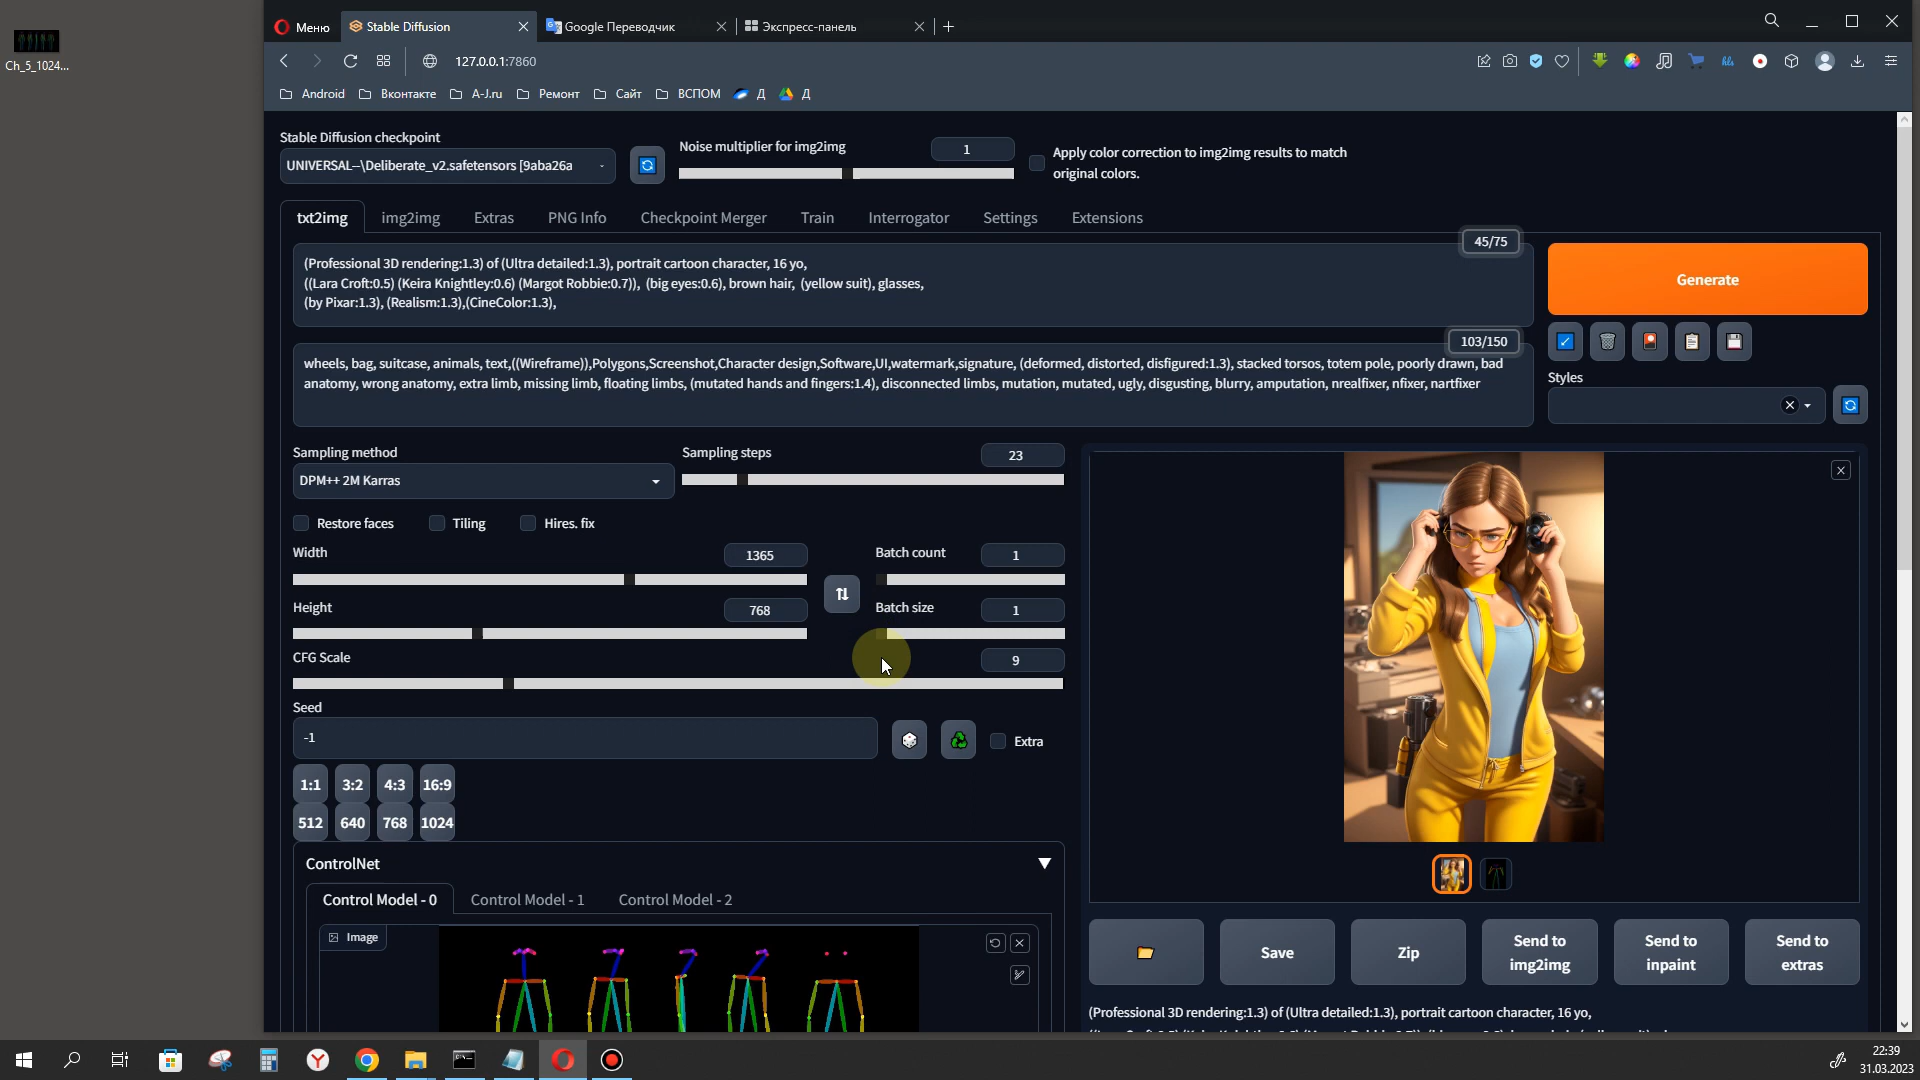 Ch_5_1024...
Меню
Stable Diffusion
Google Переводчик
Экспресс-панель
127.0.0.1:7860
Android
Вконтакте
A-J.ru
Ремонт
Сайт
ВСПОМ
Д
Д
Stable Diffusion checkpoint
UNIVERSAL--\Deliberate_v2.safetensors [9aba26a
Noise multiplier for img2img
1
Apply color correction to img2img results to match
original colors.
txt2img
img2img
Extras
PNG Info
Checkpoint Merger
Train
Interrogator
Settings
Extensions
45/75
(Professional 3D rendering:1.3) of (Ultra detailed:1.3), portrait cartoon character, 16 yo,
((Lara Croft:0.5) (Keira Knightley:0.6) (Margot Robbie:0.7)), (big eyes:0.6), brown hair, (yellow suit), glasses,
(by Pixar:1.3), (Realism:1.3),(CineColor:1.3),
Generate
103/150
wheels, bag, suitcase, animals, text,((Wireframe)),Polygons,Screenshot,Character design,Software,UI,watermark,signature, (deformed, distorted, disfigured:1.3), stacked torsos, totem pole, poorly drawn, bad
anatomy, wrong anatomy, extra limb, missing limb, floating limbs, (mutated hands and fingers:1.4), disconnected limbs, mutation, mutated, ugly, disgusting, blurry, amputation, nrealfixer, nfixer, nartfixer
Styles
Sampling method
DPM++ 2M Karras
Sampling steps
23
Restore faces
Tiling
Hires. fix
Width
1365
Batch count
1
Height
768
Batch size
1
CFG Scale
9
Seed
-1
Extra
1:1
3:2
4:3
16:9
512
640
768
1024
ControlNet
Control Model - 0
Control Model - 1
Control Model - 2
Image
Save
Zip
Send to
img2img
Send to
inpaint
Send to
extras
(Professional 3D rendering:1.3) of (Ultra detailed:1.3), portrait cartoon character, 16 yo,
22:39
31.03.2023